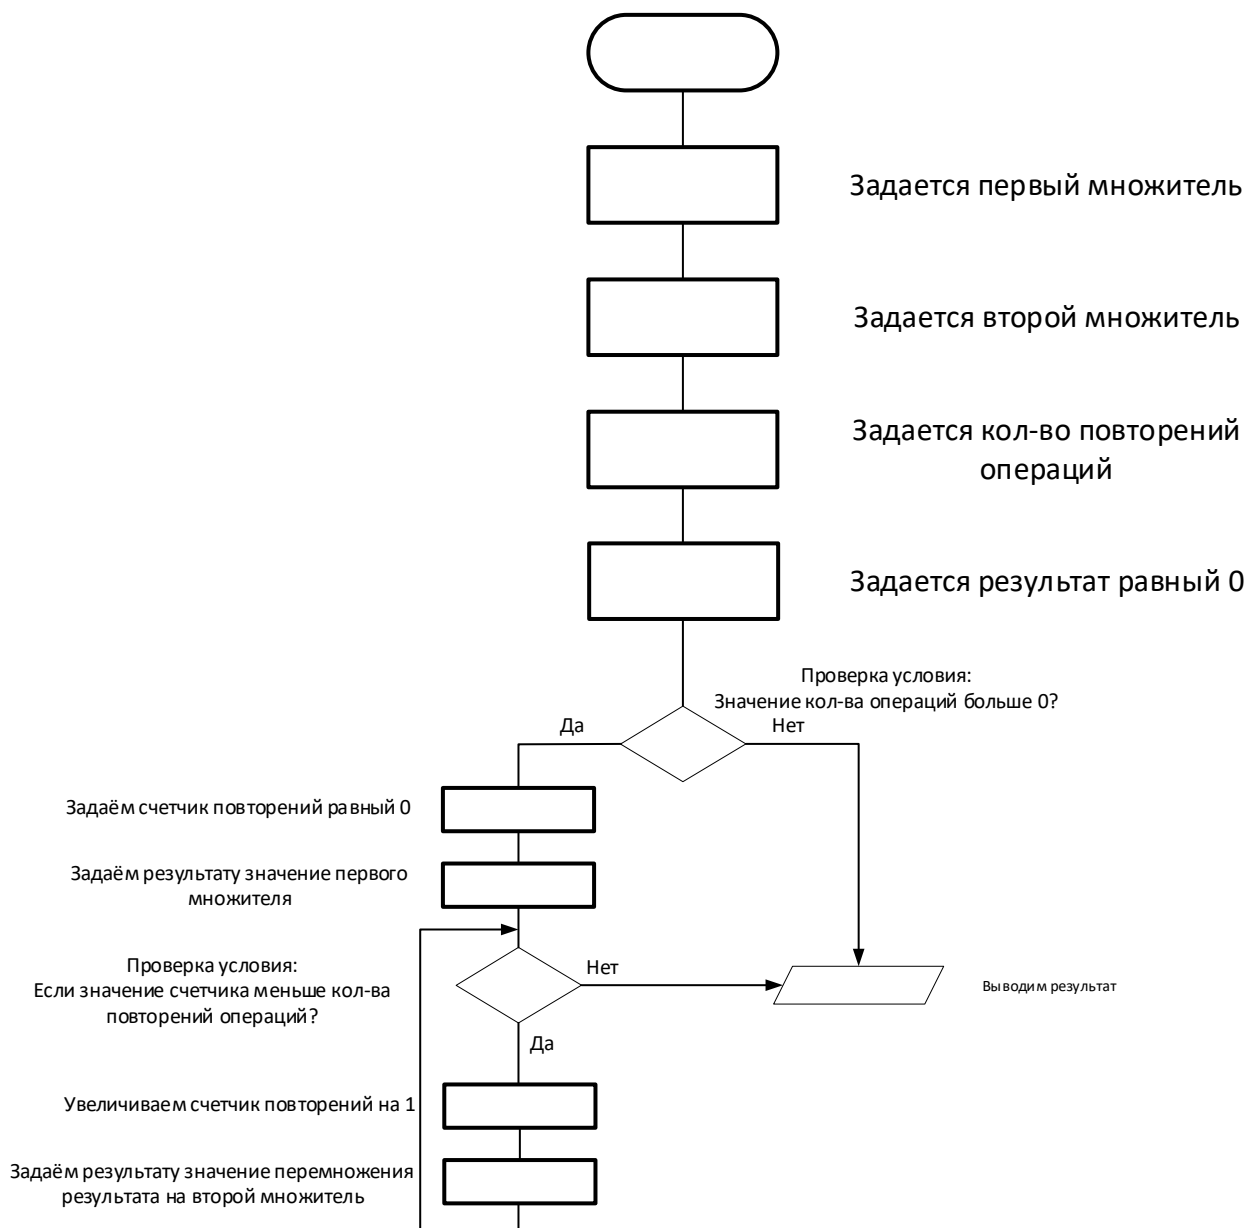 Задается первый множитель
Задается второй множитель
Задается кол-во повторений
операций
Задается результат равный 0
Проверка условия:
Значение кол-ва операций больше 0?
Да
Нет
Задаём счетчик повторений равный 0
Задаём результату значение первого
множителя
Проверка условия:
Если значение счетчика меньше кол-ва
повторений операций?
Нет
Выводим результат
Да
Увеличиваем счетчик повторений на 1
Задаём результату значение перемножения
результата на второй множитель